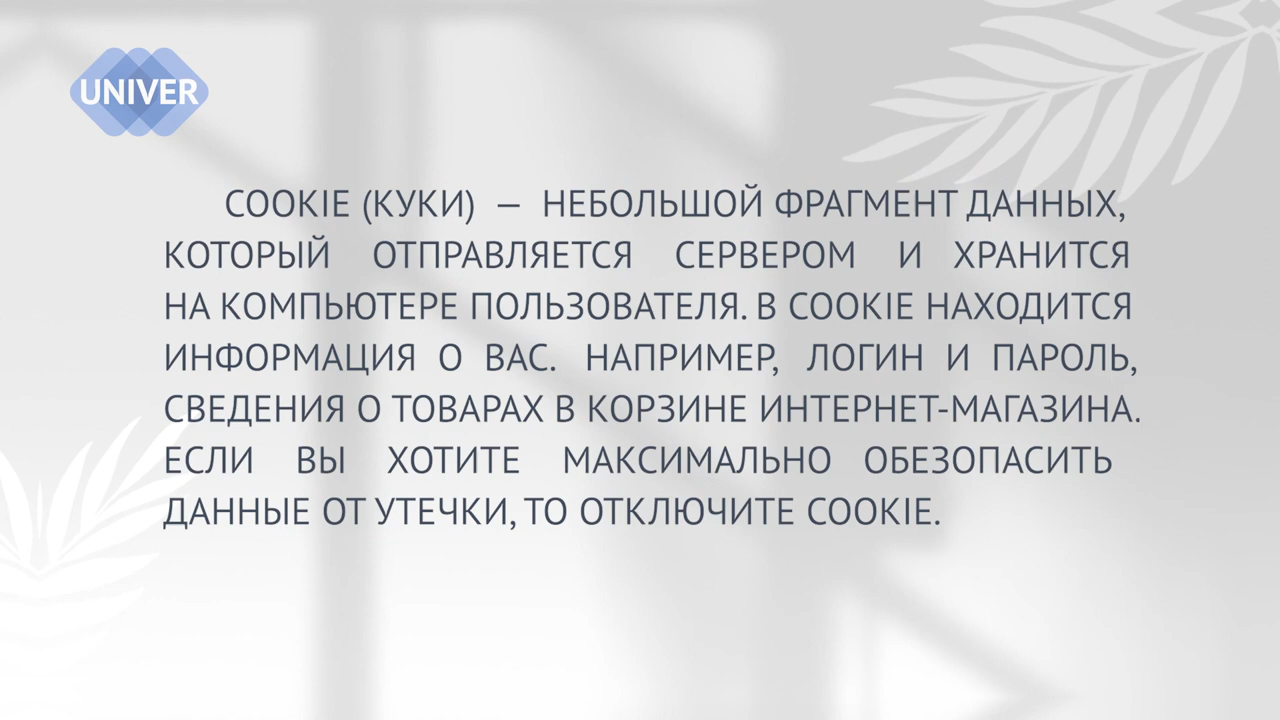 UNIVER
COOKIE (КУКИ) — НЕБОЛЬШОЙ ФРАГМЕНТ ДАННЫХ,
КОТОРЫЙ ОТПРАВЛЯЕТСЯ СЕРВЕРОМ И ХРАНИТСЯ
НА КОМПЬЮТЕРЕ ПОЛЬЗОВАТЕЛЯ. В COOKIE НАХОДИТСЯ
ИНФОРМАЦИЯ О ВАС. НАПРИМЕР, ЛОГИН И ПАРОЛЬ,
СВЕДЕНИЯ О ТОВАРАХ В КОРЗИНЕ ИНТЕРНЕТ-МАГАЗИНА.
ЕСЛИ ВЫ ХОТИТЕ МАКСИМАЛЬНО ОБЕЗОПАСИТЬ
ДАННЫЕ ОТ УТЕЧКИ, ТО ОТКЛЮЧИТЕ COOKIE.